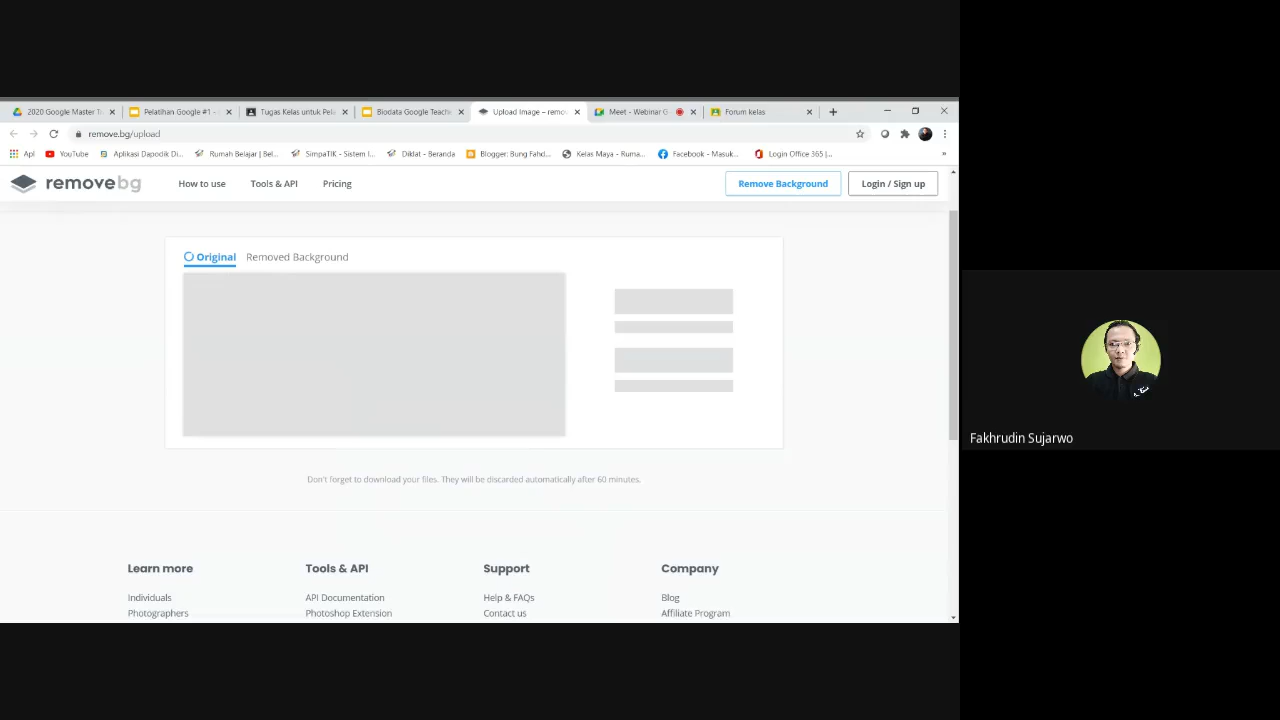 2020 Google Master T
Pelatihan Google #1 -
Tugas Kelas untuk Pel
Biodata Google Teach
Upload Image – remo
Meet - Webinar G
Forum kelas
remove.bg/upload
Apl
YouTube
Aplikasi Dapodik Di...
Rumah Belajar | Bel...
SimpaTIK - Sistem I...
Diklat - Beranda
Blogger: Bung Fahd...
Kelas Maya - Ruma...
Facebook - Masuk...
Login Office 365 |...
»
removebg
How to use
Tools & API
Pricing
Remove Background
Login / Sign up
Original
Removed Background
Don't forget to download your files. They will be discarded automatically after 60 minutes.
Learn more
Tools & API
Support
Company
Individuals
API Documentation
Help & FAQs
Blog
Photographers
Photoshop Extension
Contact us
Affiliate Program
Fakhrudin Sujarwo